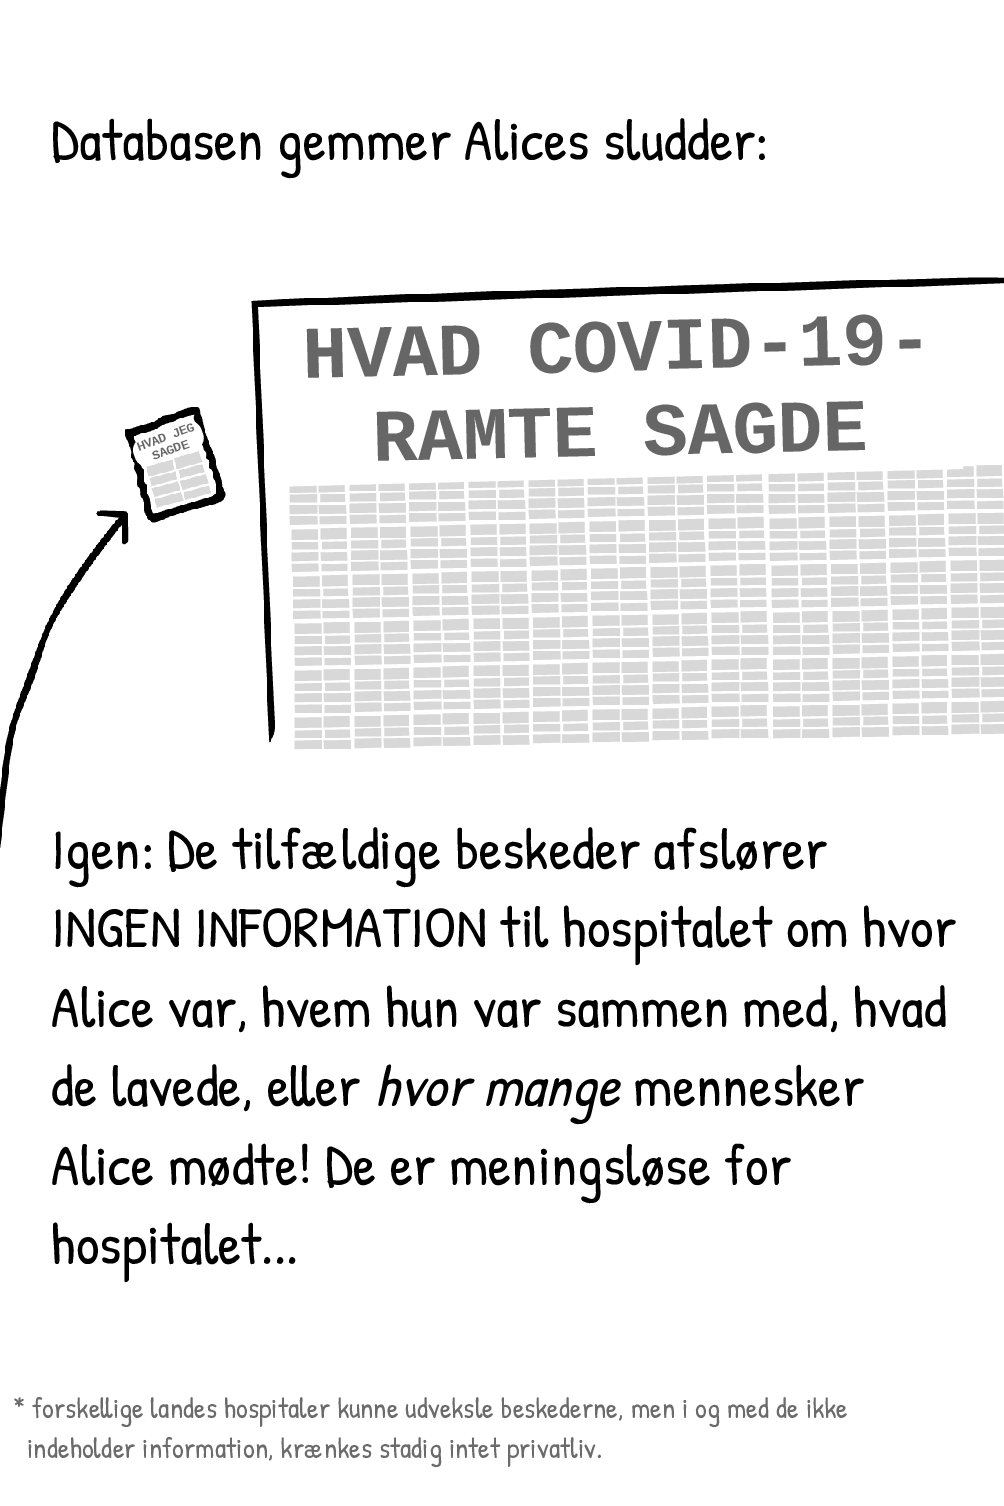 Databasen gemmer Alices sludder:
HVAD COVID-19-
RAMTE SAGDE
HVAD JEG
SAGDE
Igen: De tilfældige beskeder afslører
INGEN INFORMATION til hospitalet om hvor
Alice var, hvem hun var sammen med, hvad
de lavede, eller hvor mange mennesker
Alice mødte! De er meningsløse for
hospitalet...
* forskellige landes hospitaler kunne udveksle beskederne, men i og med de ikke
indeholder information, krænkes stadig intet privatliv.